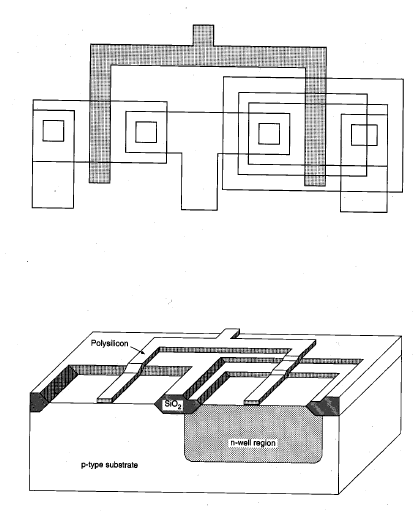 Polysilicon
SiO2
n-well region
p-type substrate